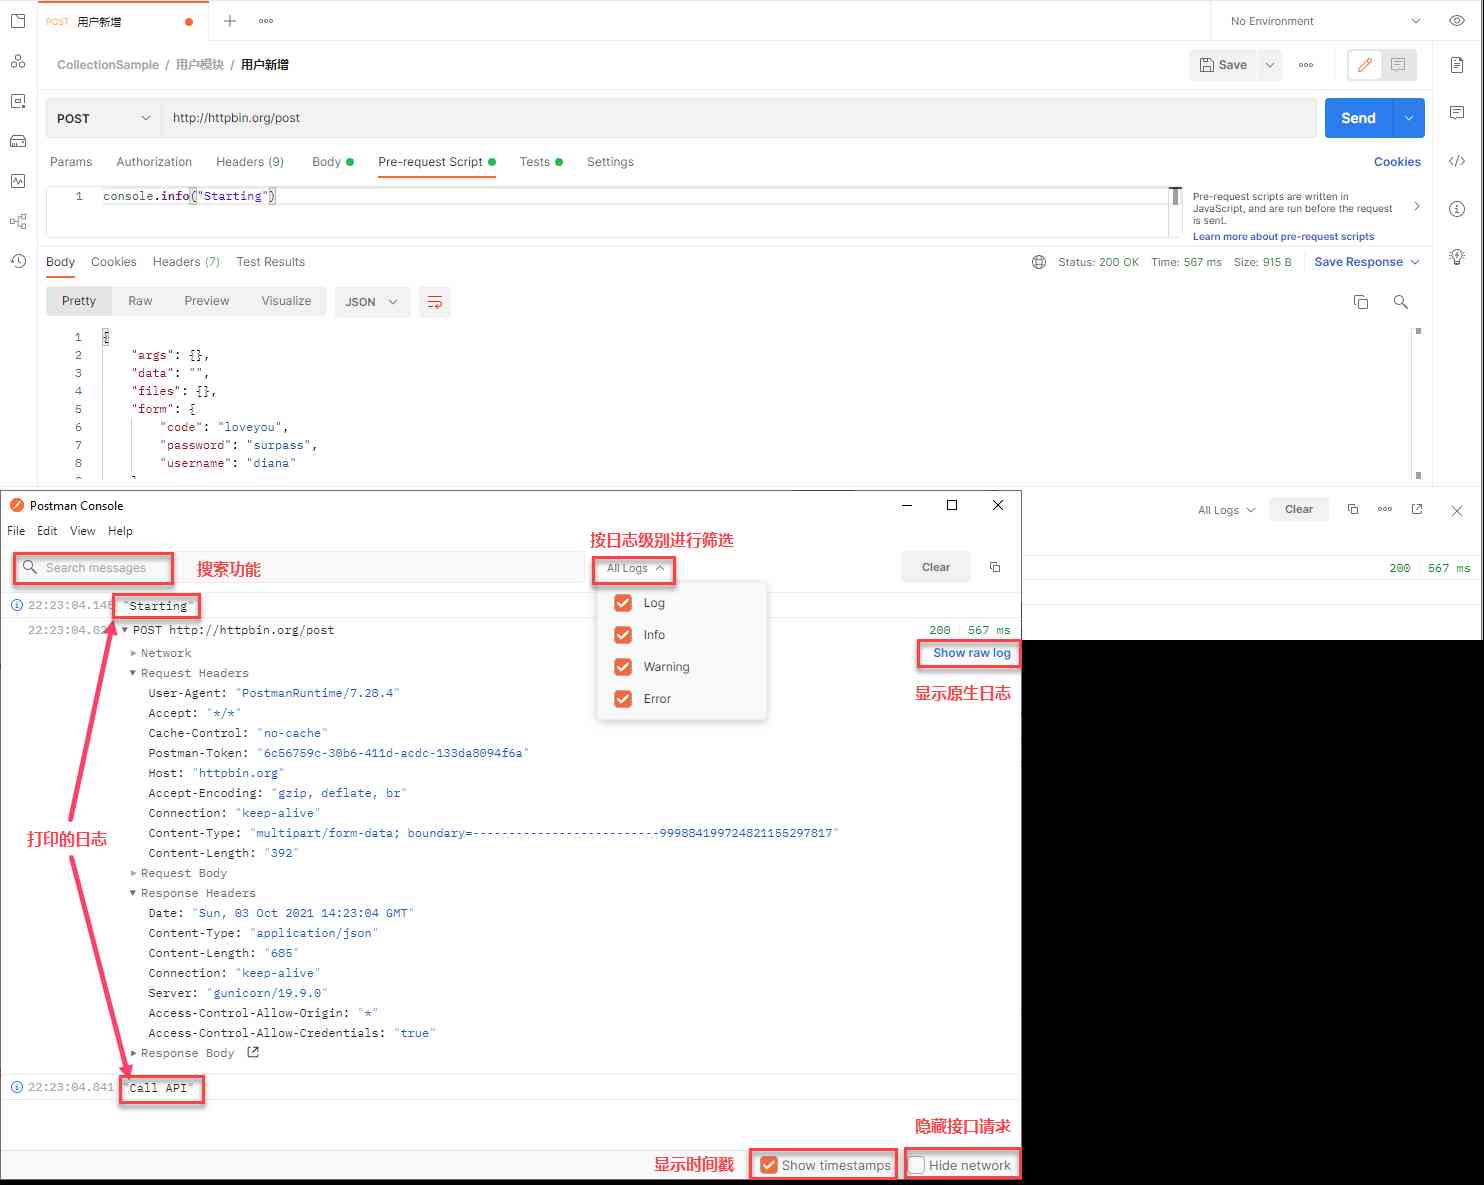 POST 用户新增
No Environment
CollectionSample / 用户模块 / 用户新增
Save
POST
http://httpbin.org/post
Send
Params Authorization Headers (9) Body Pre-request Script Tests Settings Cookies
1 console.info("Starting")
Pre-request scripts are written in
JavaScript, and are run before the request
is sent.
Learn more about pre-request scripts
Body Cookies Headers (7) Test Results
Status: 200 OK Time: 567 ms Size: 915 B Save Response
Pretty Raw Preview Visualize JSON
1 {
2 "args": {},
3 "data": "",
4 "files": {},
5 "form": {
6 "code": "loveyou",
7 "password": "surpass",
8 "username": "diana"
Postman Console
All Logs Clear
File Edit View Help
按日志级别进行筛选
Search messages
搜索功能
All Logs
Clear
200 567 ms
Log
Info
Warning
Error
22:23:04.145 "Starting"
POST http://httpbin.org/post
200 567 ms
Show raw log
显示原生日志
Network
Request Headers
User-Agent: "PostmanRuntime/7.28.4"
Accept: "*/*"
Cache-Control: "no-cache"
Postman-Token: "6c56759c-30b6-411d-acdc-133da8094f6a"
Host: "httpbin.org"
Accept-Encoding: "gzip, deflate, br"
Connection: "keep-alive"
Content-Type: "multipart/form-data; boundary=--------------------------999884199724821155297817"
打印的日志
Content-Length: "392"
Request Body
Response Headers
Date: "Sun, 03 Oct 2021 14:23:04 GMT"
Content-Type: "application/json"
Content-Length: "685"
Connection: "keep-alive"
Server: "gunicorn/19.9.0"
Access-Control-Allow-Origin: "*"
Access-Control-Allow-Credentials: "true"
Response Body
22:23:04.841 "Call API"
隐藏接口请求
显示时间戳
Show timestamps
Hide network